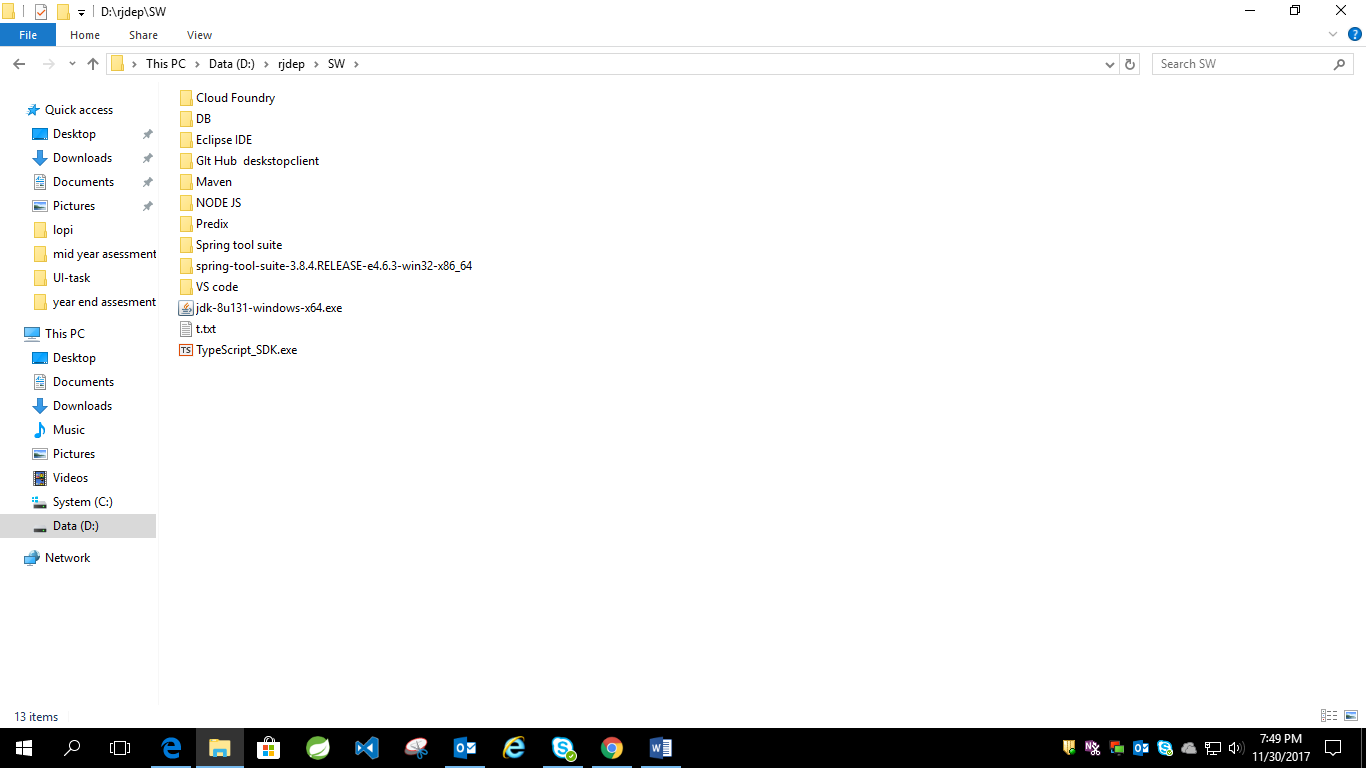 D:\rjdep\SW
File Home Share View
This PC Data (D:) rjdep SW
Search SW
Quick access
Desktop
Downloads
Documents
Pictures
lopi
mid year asessment
UI-task
year end assesment
This PC
Desktop
Documents
Downloads
Music
Pictures
Videos
System (C:)
Data (D:)
Network
Cloud Foundry
DB
Eclipse IDE
GIt Hub  deskstopclient
Maven
NODE JS
Predix
Spring tool suite
spring-tool-suite-3.8.4.RELEASE-e4.6.3-win32-x86_64
VS code
jdk-8u131-windows-x64.exe
t.txt
TS TypeScript_SDK.exe
13 items
7:49 PM
11/30/2017